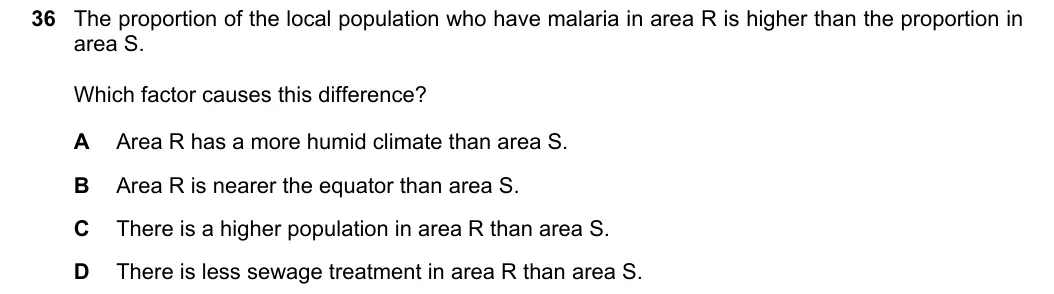 36 The proportion of the local population who have malaria in area R is higher than the proportion in
area S.
Which factor causes this difference?
A Area R has a more humid climate than area S.
B Area R is nearer the equator than area S.
C There is a higher population in area R than area S.
D There is less sewage treatment in area R than area S.